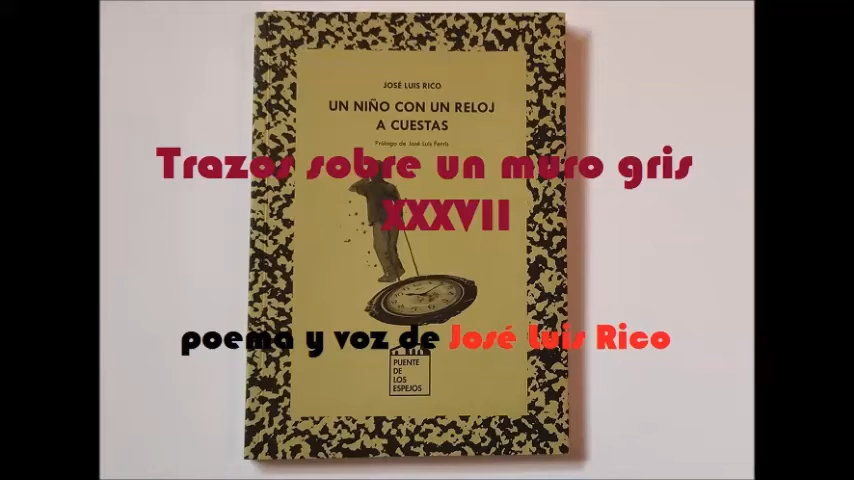 JOSÉ LUIS RICO
UN NIÑO CON UN RELOJ
A CUESTAS
Prólogo de José Luis Ferris
Trazos sobre un muro gris
XXXVII
poema y voz de José Luis Rico
PUENTE
DE
LOS
ESPEJOS